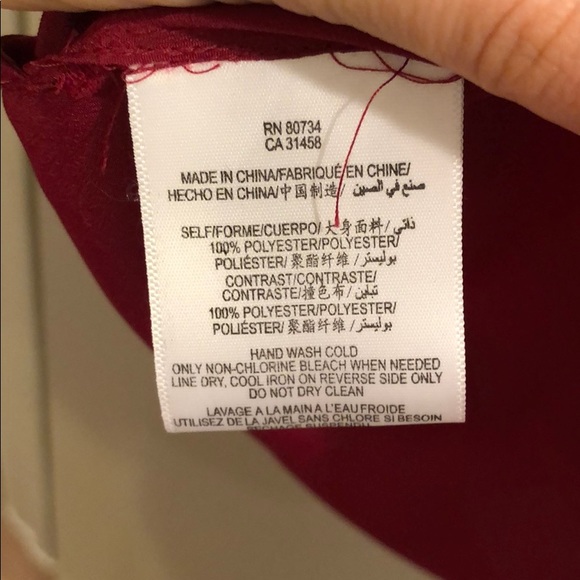 RN 80734
CA 31458
MADE IN CHINA/FABRIQUÉ EN CHINE/
HECHO EN CHINA/中国制造/ صنع في الصين
SELF/FORME/CUERPO/大身面料/ذاتي/
100% POLYESTER/POLYESTER/
POLIÉSTER/聚酯纤维/بوليستر/
CONTRAST/CONTRASTE/
CONTRASTE/撞色布/تباين/
100% POLYESTER/POLYESTER/
POLIÉSTER/聚酯纤维/بوليستر/
HAND WASH COLD
ONLY NON-CHLORINE BLEACH WHEN NEEDED
LINE DRY, COOL IRON ON REVERSE SIDE ONLY
DO NOT DRY CLEAN
LAVAGE A LA MAIN A L'EAU FROIDE
UTILISEZ DE LA JAVEL SANS CHLORE SI BESOIN